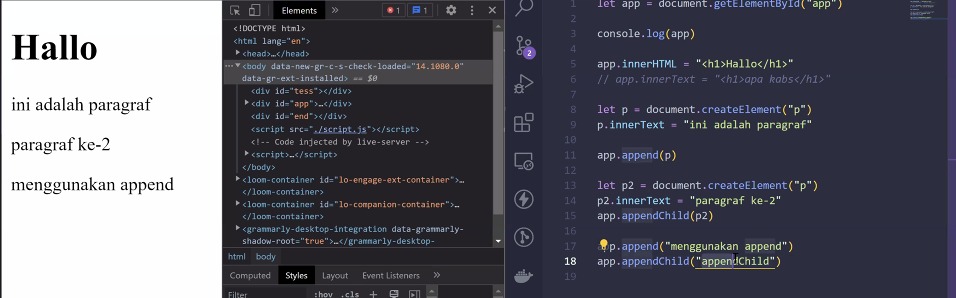 Hallo
ini adalah paragraf
paragraf ke-2
menggunakan append
Elements
»
1
1
<!DOCTYPE html>
<html lang="en">
<head>…</head>
<body data-new-gr-c-s-check-loaded="14.1080.0"
data-gr-ext-installed> == $0
<div id="tess"></div>
<div id="app">…</div>
<div id="end"></div>
<script src="./script.js"></script>
<!-- Code injected by live-server -->
<script>…</script>
</body>
<loom-container id="lo-engage-ext-container">…
</loom-container>
<loom-container id="lo-companion-container">…
</loom-container>
<grammarly-desktop-integration data-grammarly-
shadow-root="true">…</grammarly-desktop-
html body
Computed Styles Layout Event Listeners »
Filter :hov .cls +
2
1 let app = document.getElementById("app")
3 console.log(app)
4
5 app.innerHTML = "<h1>Hallo</h1>"
6 // app.innerText = "<h1>apa kabs</h1>"
8 let p = document.createElement("p")
9 p.innerText = "ini adalah paragraf"
11 app.append(p)
13 let p2 = document.createElement("p")
14 p2.innerText = "paragraf ke-2"
15 app.appendChild(p2)
17 p.append("menggunakan append")
18 app.appendChild("appendChild")
19